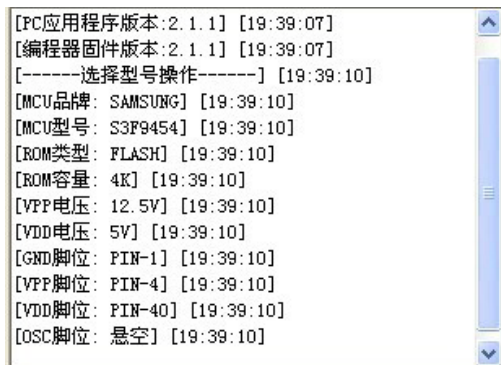 [PC应用程序版本:2.1.1] [19:39:07]
[编程器固件版本:2.1.1] [19:39:07]
[------选择型号操作------] [19:39:10]
[MCU品牌: SAMSUNG] [19:39:10]
[MCU型号: S3F9454] [19:39:10]
[ROM类型: FLASH] [19:39:10]
[ROM容量: 4K] [19:39:10]
[VPP电压: 12.5V] [19:39:10]
[VDD电压: 5V] [19:39:10]
[GND脚位: PIN-1] [19:39:10]
[VPP脚位: PIN-4] [19:39:10]
[VDD脚位: PIN-40] [19:39:10]
[OSC脚位: 悬空] [19:39:10]